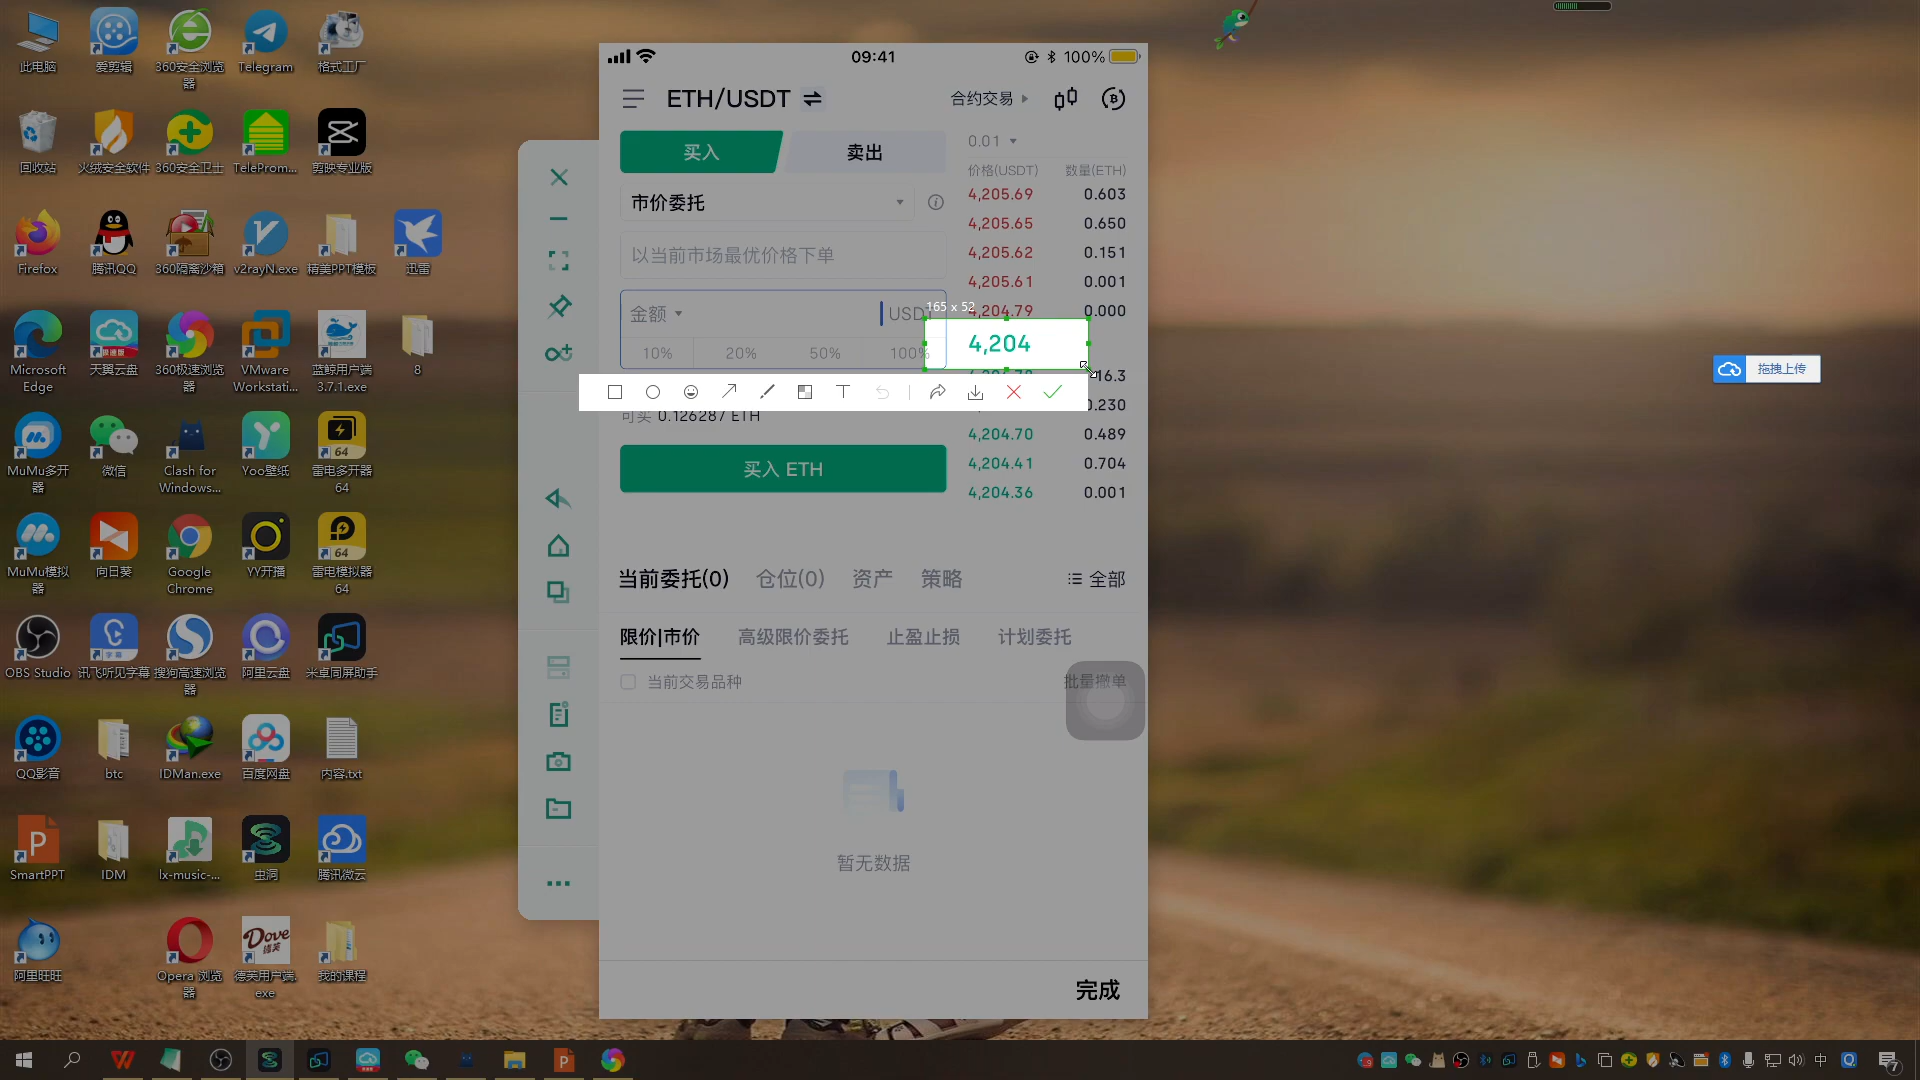 此电脑
爱剪辑
360安全浏览器
Telegram
格式工厂
回收站
火绒安全软件
360安全卫士
TeleProm...
剪映专业版
Firefox
腾讯QQ
360隔离沙箱
v2rayN.exe
精美PPT模板
迅雷
Microsoft
Edge
天翼云盘
360极速浏览器
VMware
Workstati...
蓝鲸用户端
3.7.1.exe
8
MuMu多开器
微信
Clash for
Windows...
Yoo壁纸
雷电多开器
64
MuMu模拟器
向日葵
Google
Chrome
YY开播
雷电模拟器
64
OBS Studio
讯飞听见字幕
搜狗高速浏览器
阿里云盘
米卓同屏助手
QQ影音
btc
IDMan.exe
百度网盘
内容.txt
SmartPPT
IDM
lx-music-...
虫洞
腾讯微云
阿里旺旺
Opera 浏览器
德芙用户端.
exe
我的课程
09:41
100%
ETH/USDT
合约交易
买入
卖出
0.01
价格(USDT)
数量(ETH)
市价委托
4,205.69 0.603
4,205.65 0.650
以当前市场最优价格下单
4,205.62 0.151
4,205.61 0.001
165 x 52
4,204.79 0.000
金额
4,204
10% 20% 50% 100%
16.3
可买 0.126287 ETH
4,204.70 0.489
买入 ETH
4,204.41 0.704
4,204.36 0.001
当前委托(0) 仓位(0) 资产 策略 全部
限价|市价 高级限价委托 止盈止损 计划委托
当前交易品种
批量撤单
暂无数据
完成
拖拽上传
中
7